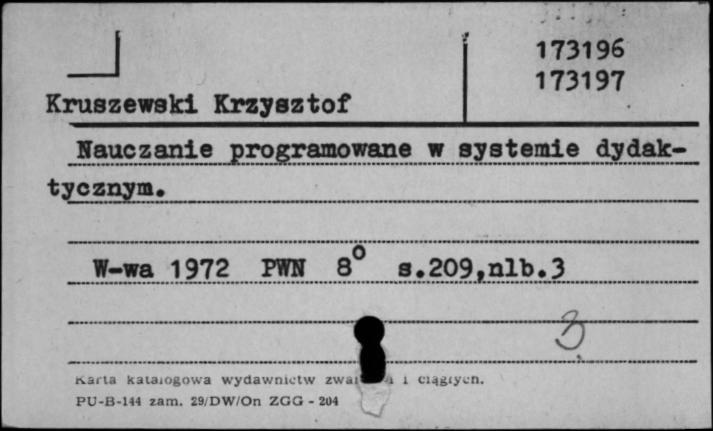 173196
173197
Kruszewski Krzysztof
Nauczanie programowane w systemie dydak-
tycznym.
W-wa 1972 PWN 8° s.209,nlb.3
3
Karta katalogowa wydawnictw i ciągłych.
PU-B-144 zam. 29/DW/On ZGG - 204